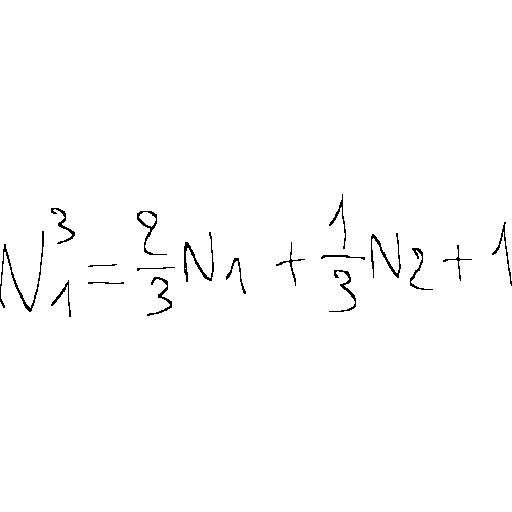 N_1^3 = \frac{2}{3} N_1 + \frac{1}{3} N_2 + 1